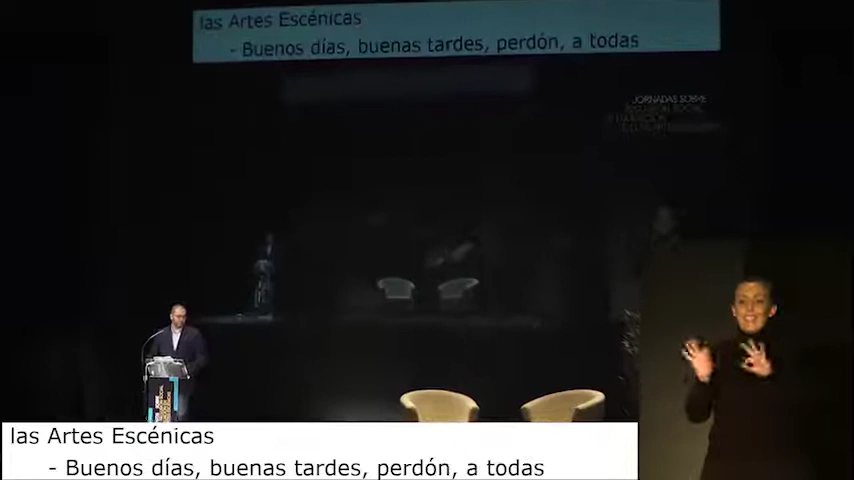 las Artes Escénicas
- Buenos días, buenas tardes, perdón, a todas
JORNADAS SOBRE
las Artes Escénicas
- Buenos días, buenas tardes, perdón, a todas